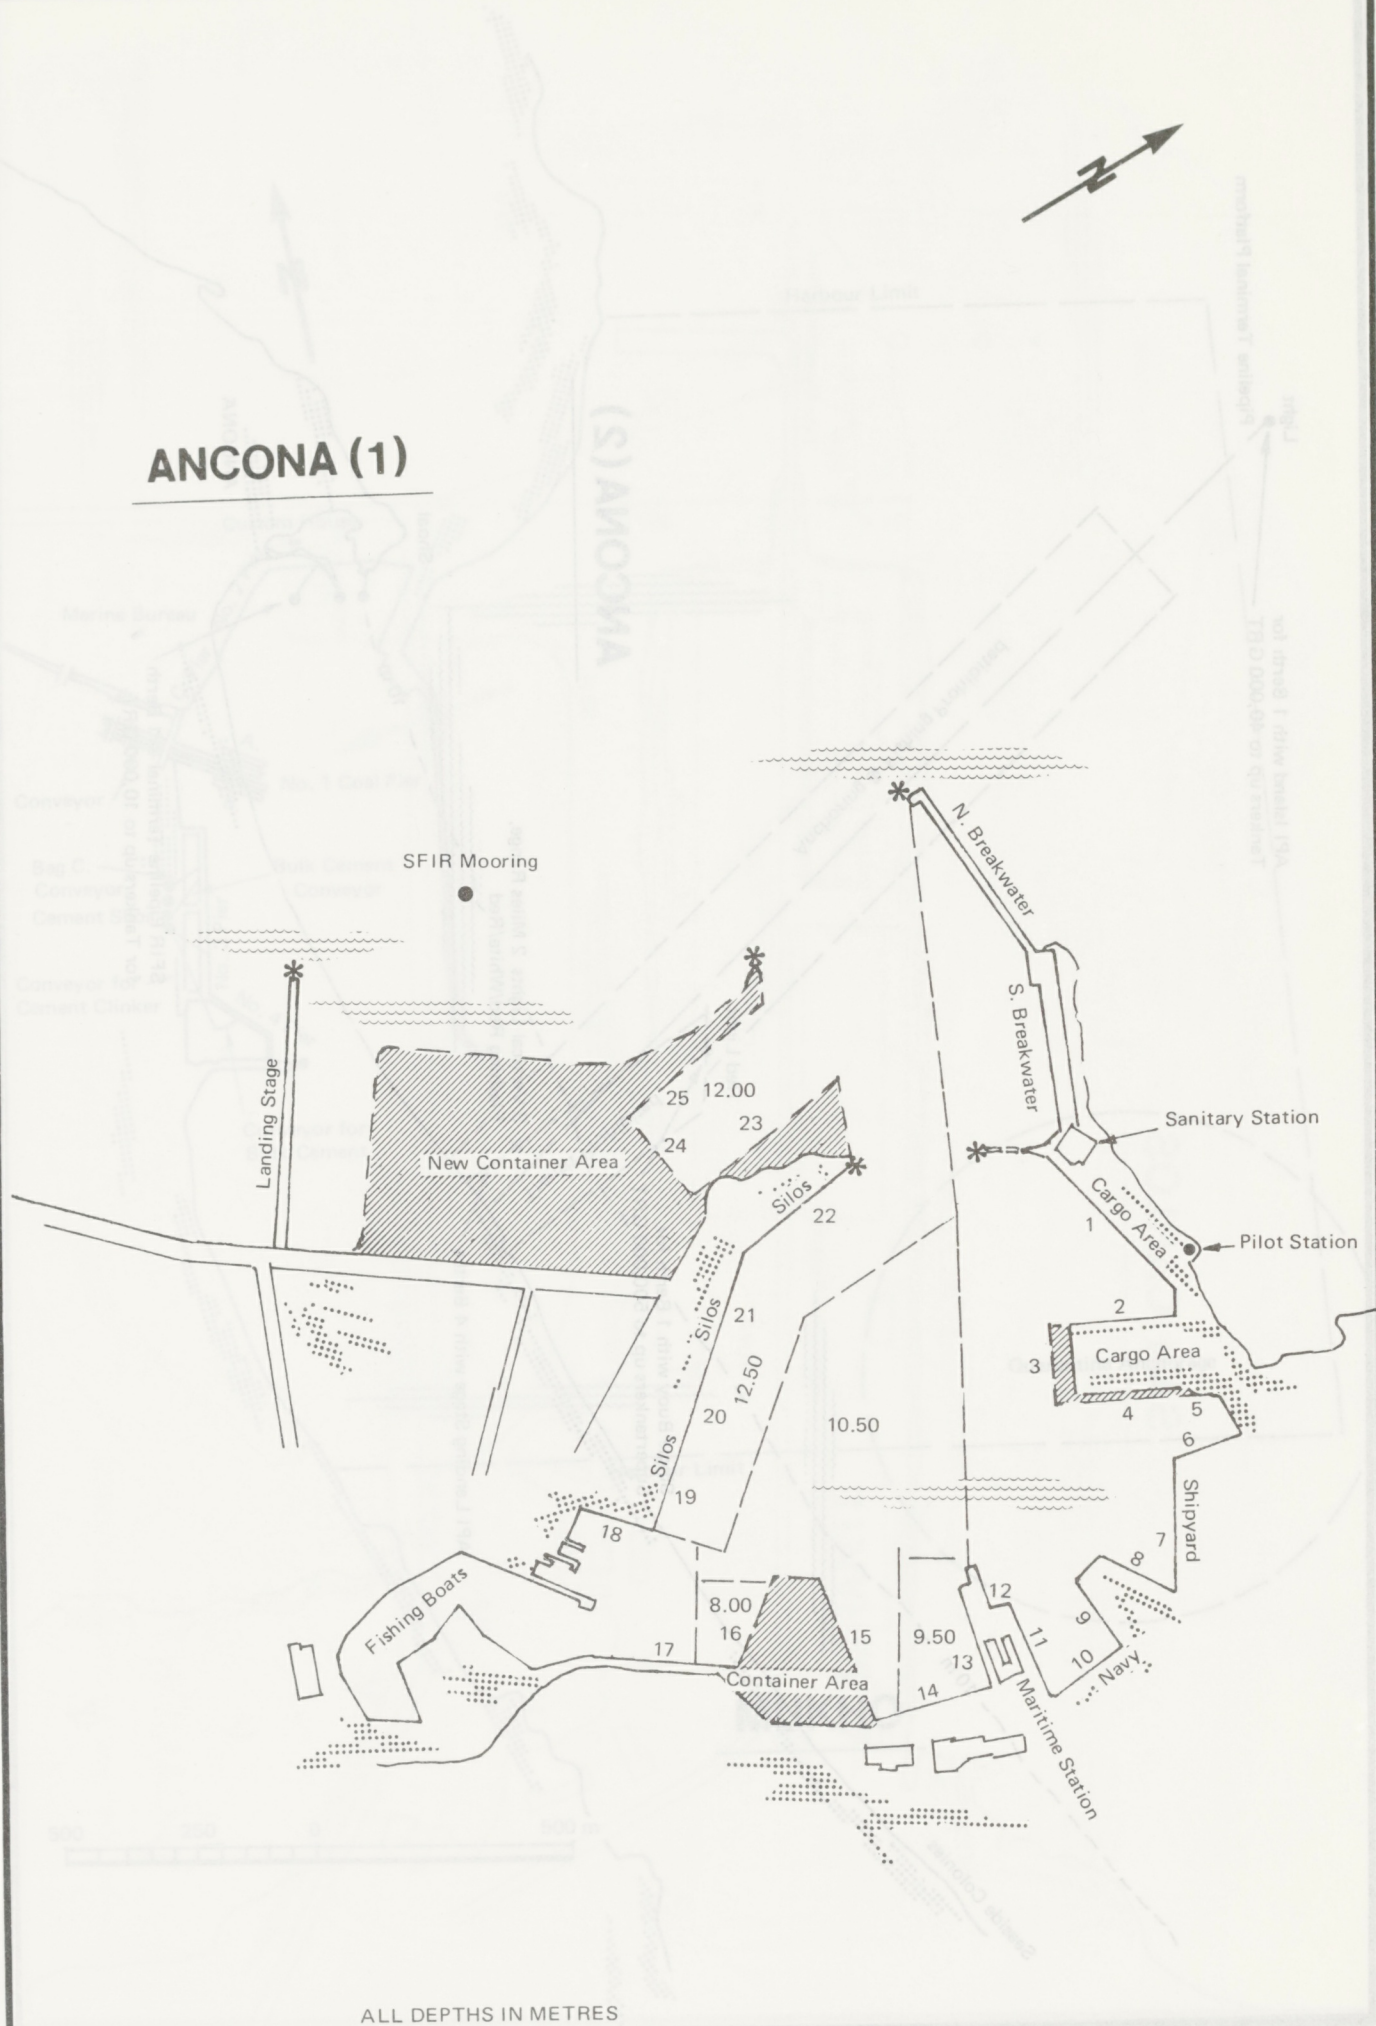 N
ANCONA (1)
N. Breakwater
SFIR Mooring
S. Breakwater
Landing Stage
25
12.00
23
Sanitary Station
24
New Container Area
Silos
22
Cargo Area
1
Pilot Station
2
21
Silos
3
Cargo Area
12.50
20
10.50
4
5
6
Silos
19
Shipyard
18
7
8
Fishing Boats
8.00
12
9
16
15
9.50
11
17
13
10
Navy
Container Area
14
Maritime Station
ALL DEPTHS IN METRES